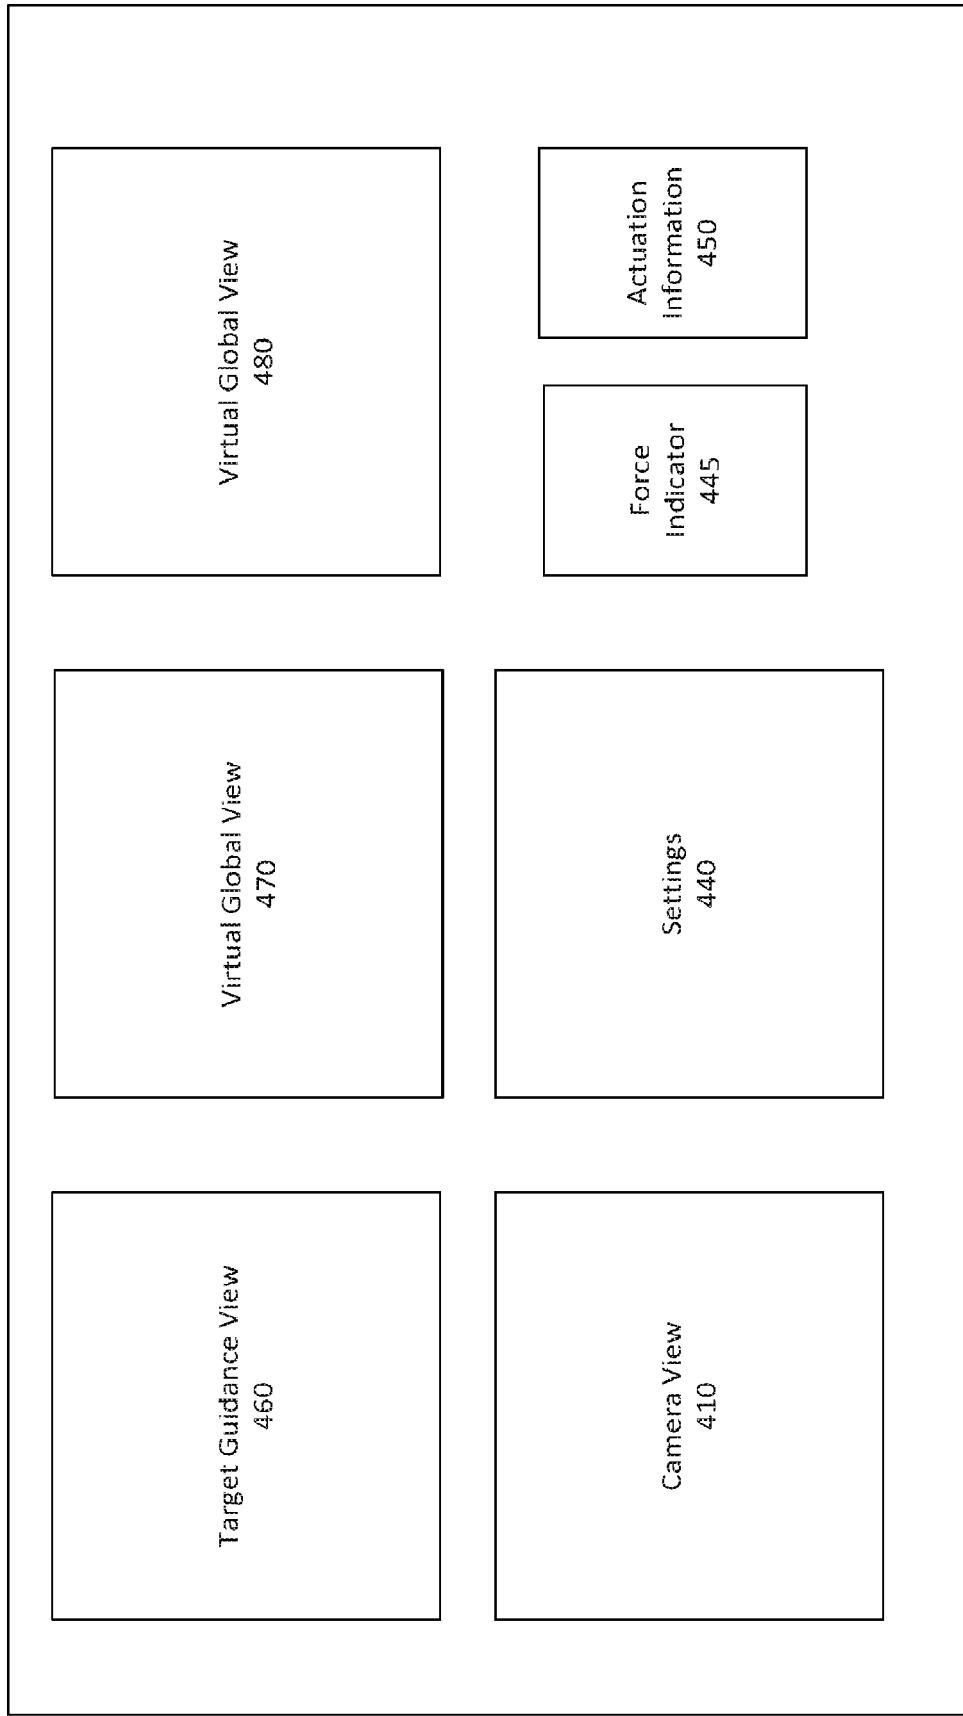 Target Guidance View
460
Virtual Global View
470
Virtual Global View
480
Camera View
410
Settings
440
Force
Indicator
445
Actuation
Information
450